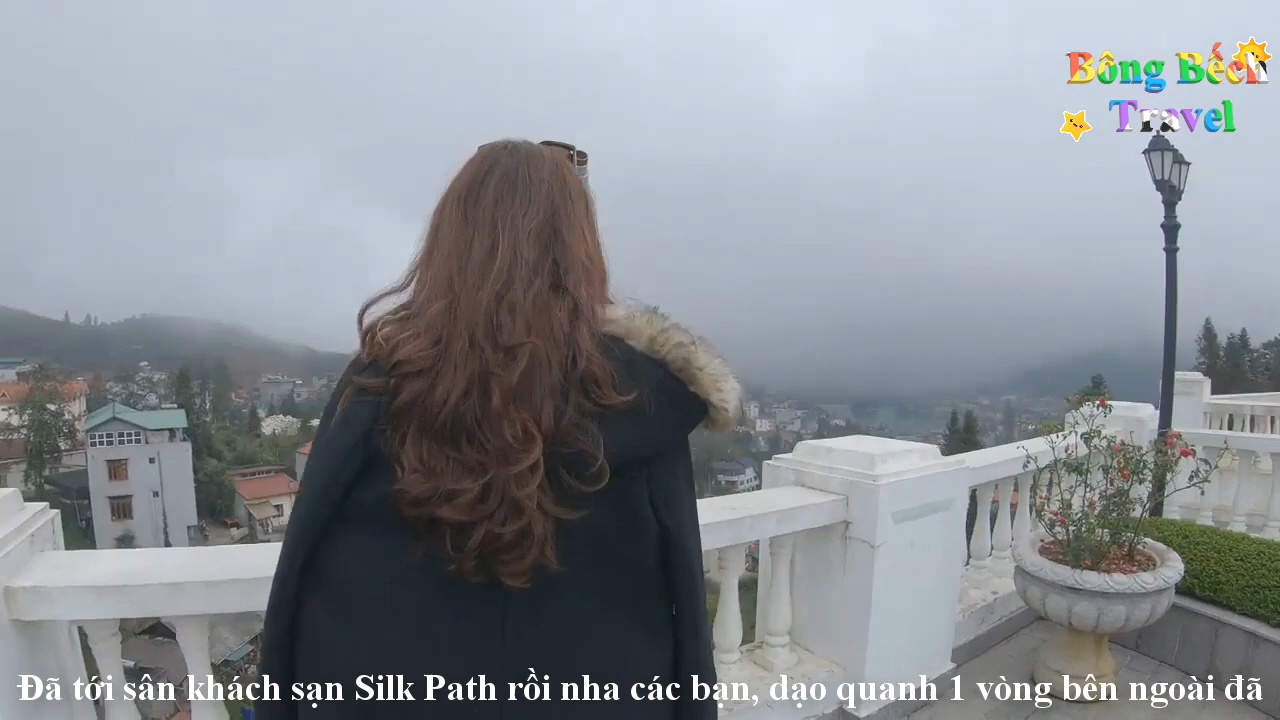 Bông Bếch
Travel
Đã tới sân khách sạn Silk Path rồi nha các bạn, dạo quanh 1 vòng bên ngoài đã